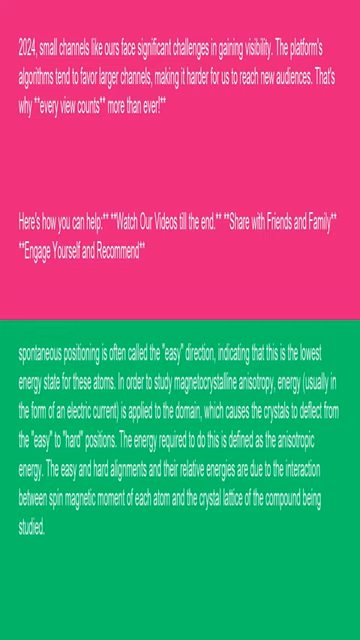 2024, small channels like ours face significant challenges in gaining visibility. The platform's
algorithms tend to favor larger channels, making it harder for us to reach new audiences. That's
why **every view counts** more than ever!**
Here's how you can help:** **Watch Our Videos till the end.** **Share with Friends and Family**
**Engage Yourself and Recommend**
spontaneous positioning is often called the "easy" direction, indicating that this is the lowest
energy state for these atoms. In order to study magnetocrystalline anisotropy, energy (usually in
the form of an electric current) is applied to the domain, which causes the crystals to deflect from
the "easy" to "hard" positions. The energy required to do this is defined as the anisotropic
energy. The easy and hard alignments and their relative energies are due to the interaction
between spin magnetic moment of each atom and the crystal lattice of the compound being
studied.